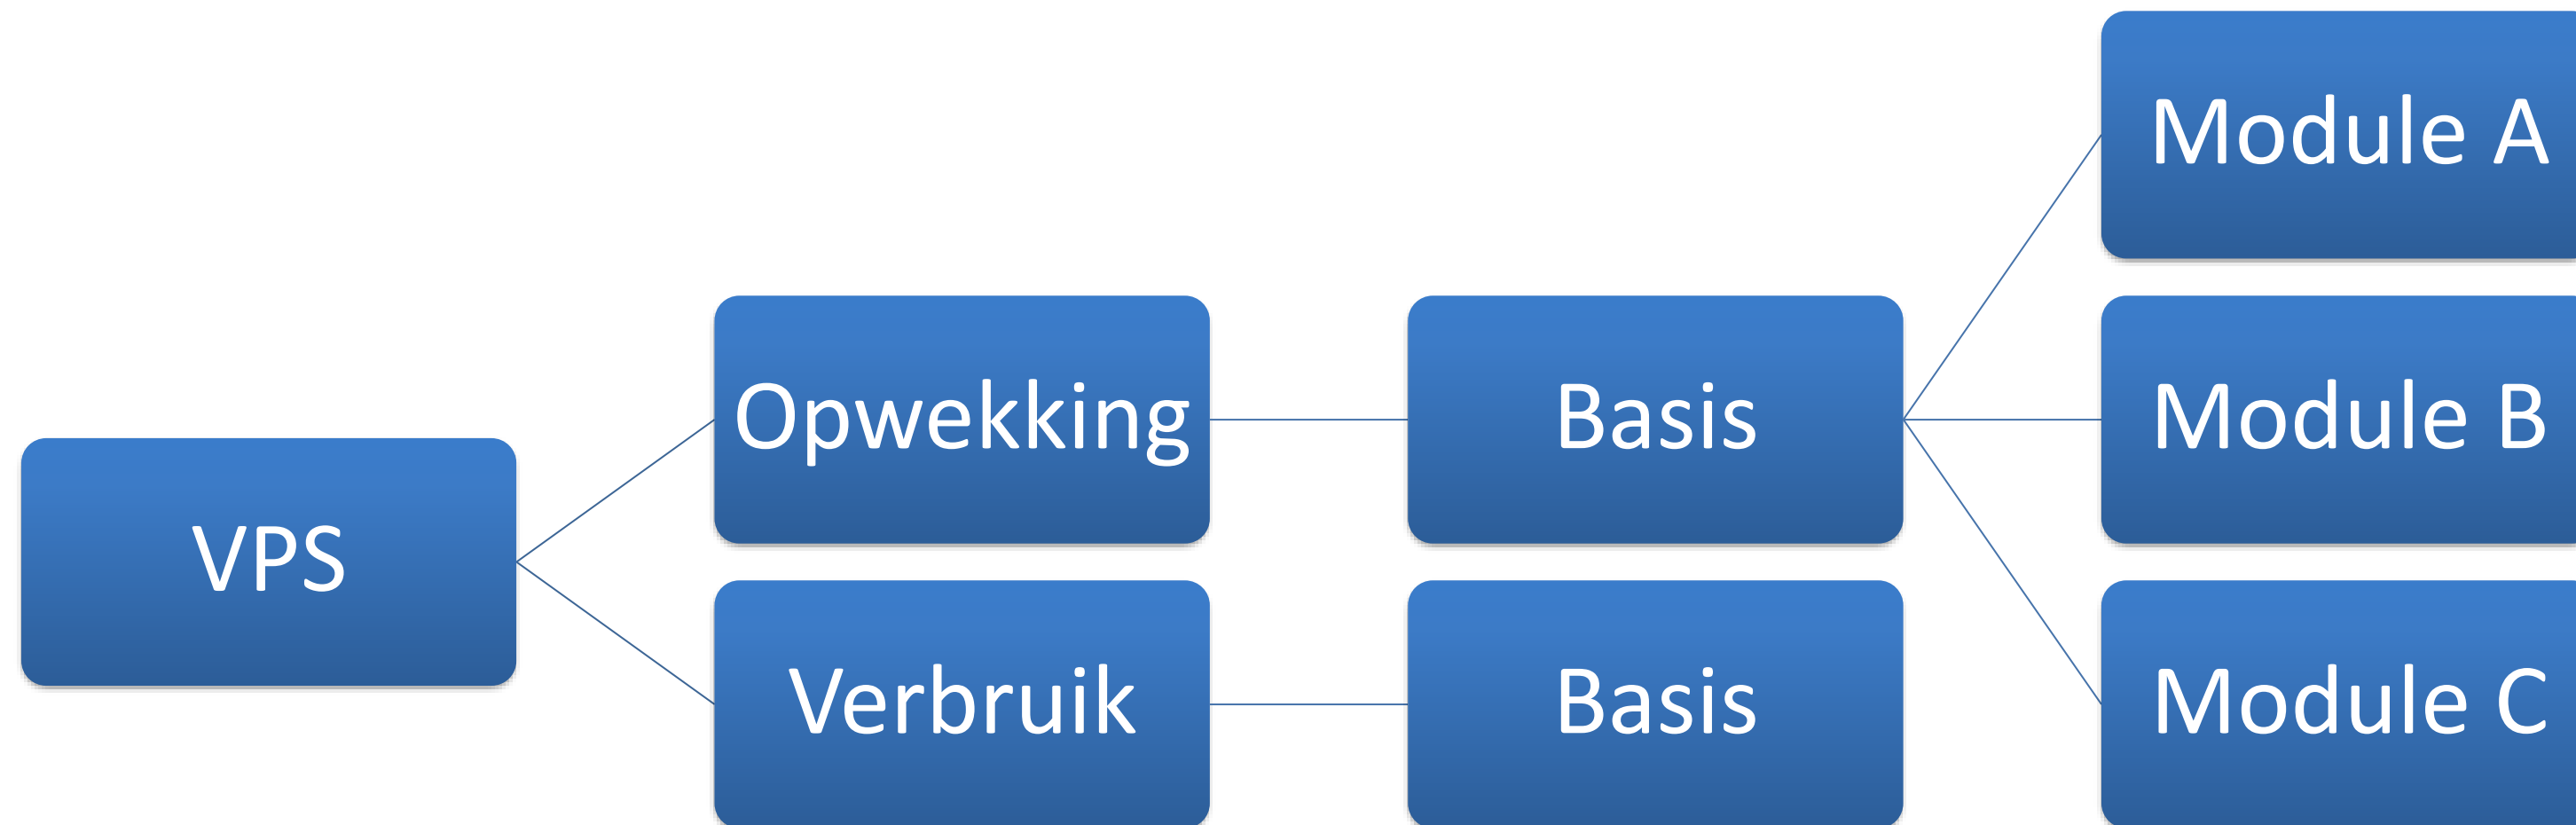 VPS
Opwekking
Basis
Module A
Module B
Module C
Verbruik
Basis